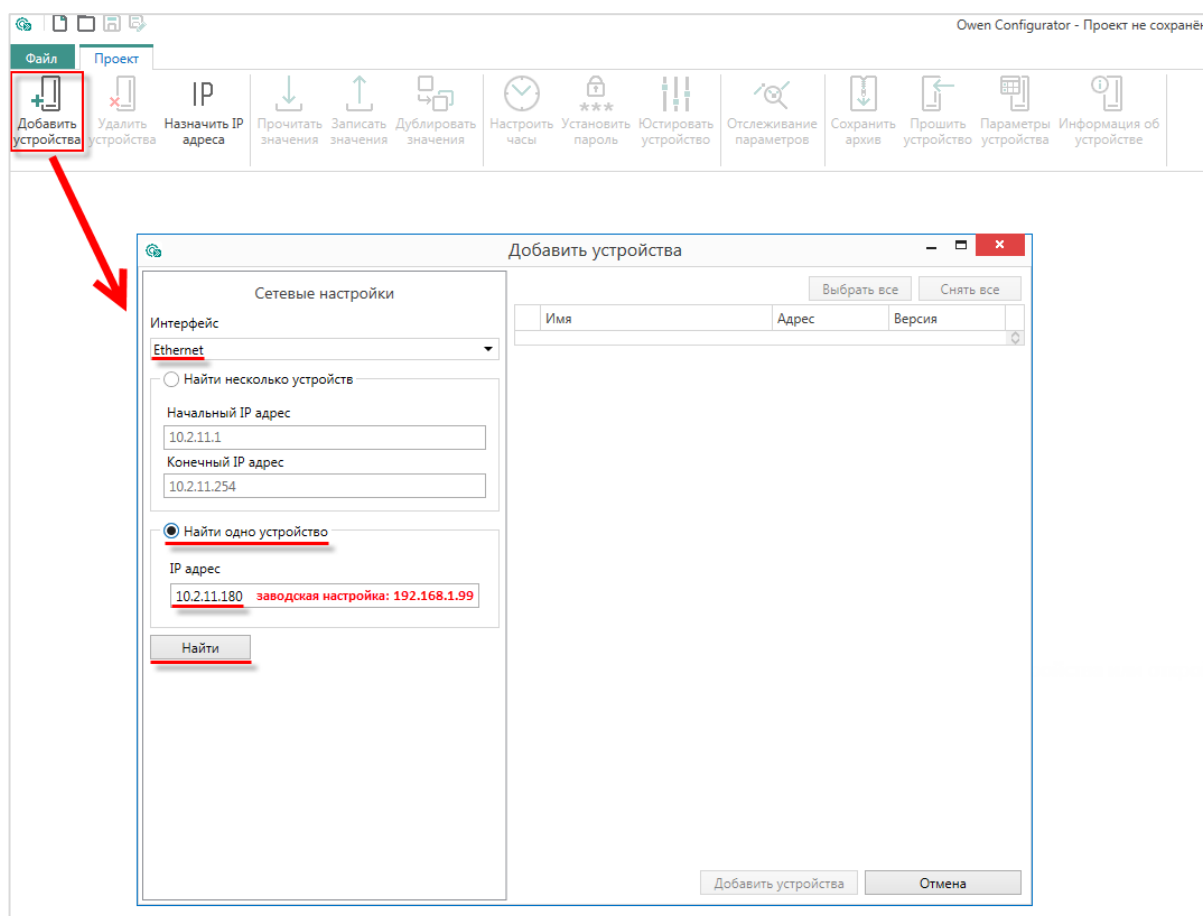 Owen Configurator - Проект не сохранён
Файл
Проект
Добавить устройства
Удалить устройства
IP
Назначить IP адреса
Прочитать значения
Записать значения
Дублировать значения
Настроить часы
***
Установить пароль
Юстировать устройство
Отслеживание параметров
Сохранить архив
Прошить устройство
Параметры устройства
Информация об устройстве
Добавить устройства
Сетевые настройки
Интерфейс
Ethernet
Найти несколько устройств
Начальный IP адрес
10.2.11.1
Конечный IP адрес
10.2.11.254
Найти одно устройство
IP адрес
10.2.11.180 заводская настройка: 192.168.1.99
Найти
Выбрать все
Снять все
Имя
Адрес
Версия
Добавить устройства
Отмена